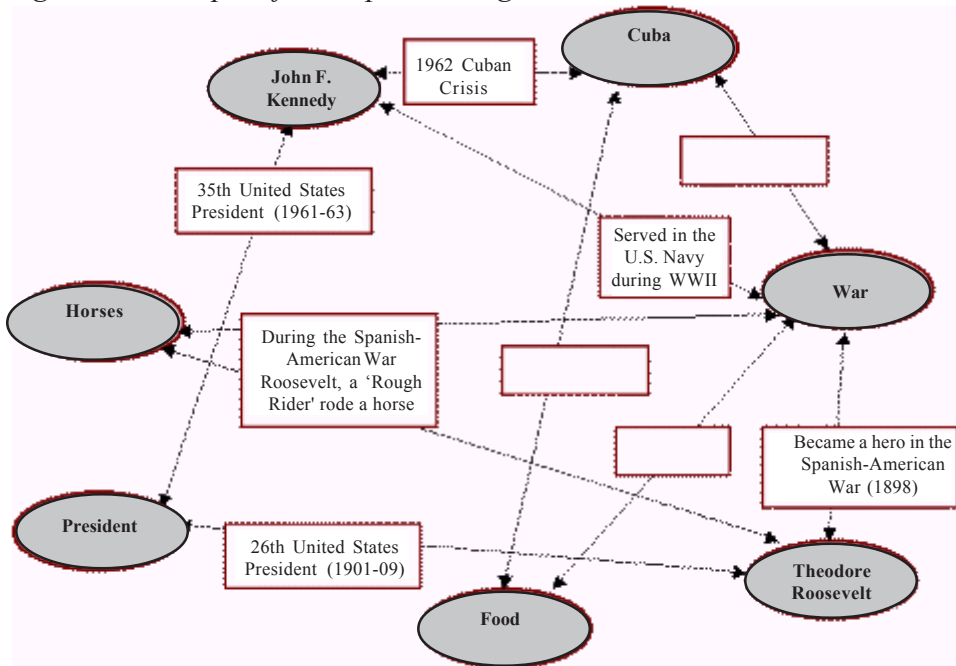 Cuba
John F.
Kennedy
1962 Cuban
Crisis
35th United States
President (1961-63)
Served in the
U.S. Navy
during WWII
War
Horses
During the Spanish-
American War
Roosevelt, a 'Rough
Rider' rode a horse
Became a hero in the
Spanish-American
War (1898)
President
26th United States
President (1901-09)
Theodore
Roosevelt
Food